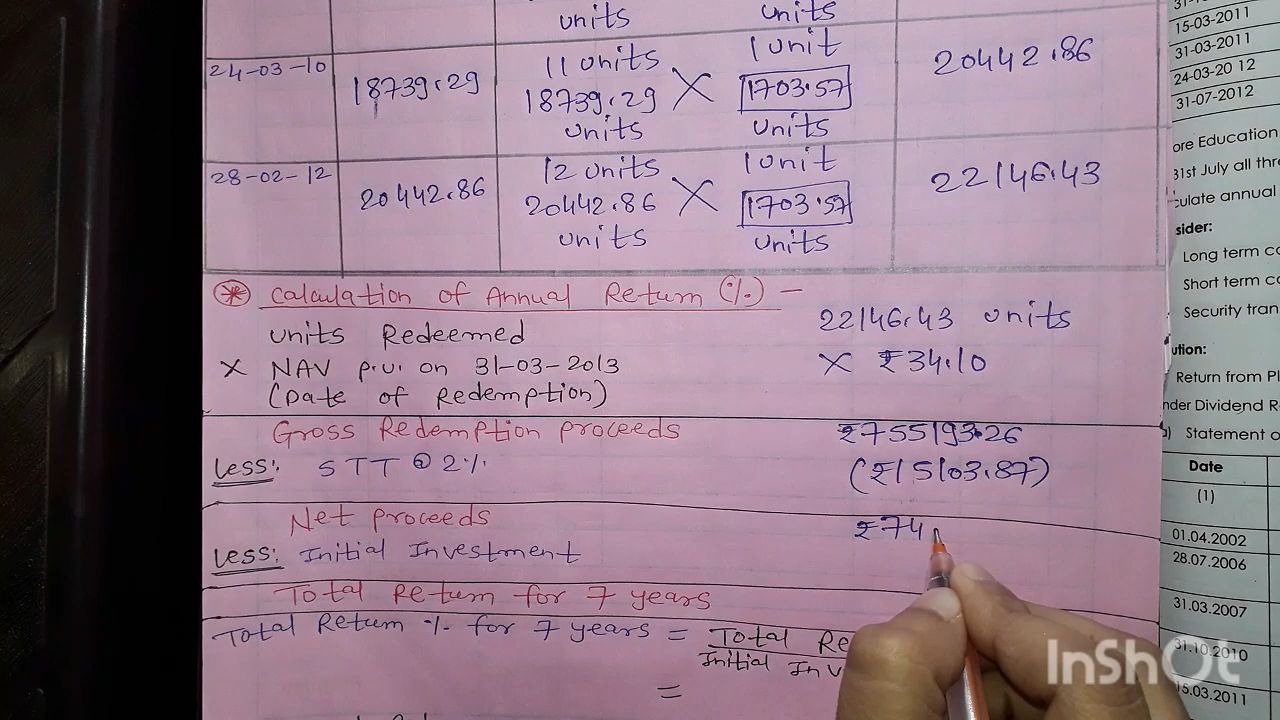 units units
24-03-10 18739.29 11 units 18739.29 units X 1 unit 1703.57 units 20442.86
28-02-12 20442.86 12 units 20442.86 units X 1 unit 1703.57 units 22146.43
* Calculation of Annual Return (%) -
units Redeemed 22146.43 units
X NAV p.u. on 31-03-2013 X ₹34.10
(Date of Redemption)
Gross Redemption proceeds ₹755193.26
Less: STT @ 2% (₹15103.87)
Net proceeds ₹74
Less: Initial Investment
Total Return for 7 years
Total Return % for 7 years = Total Re
Initial Inv
=
15-03-2011
31-03-2011
24-03-20 12
31-07-2012
ore Education
31st July all thr
culate annual
sider:
Long term ca
Short term c
Security tran
ution:
Return from Pl
nder Dividend R
) Statement o
Date
(1)
01.04.2002
28.07.2006
31.03.2007
31.10.2010
15.03.2011
InShOt